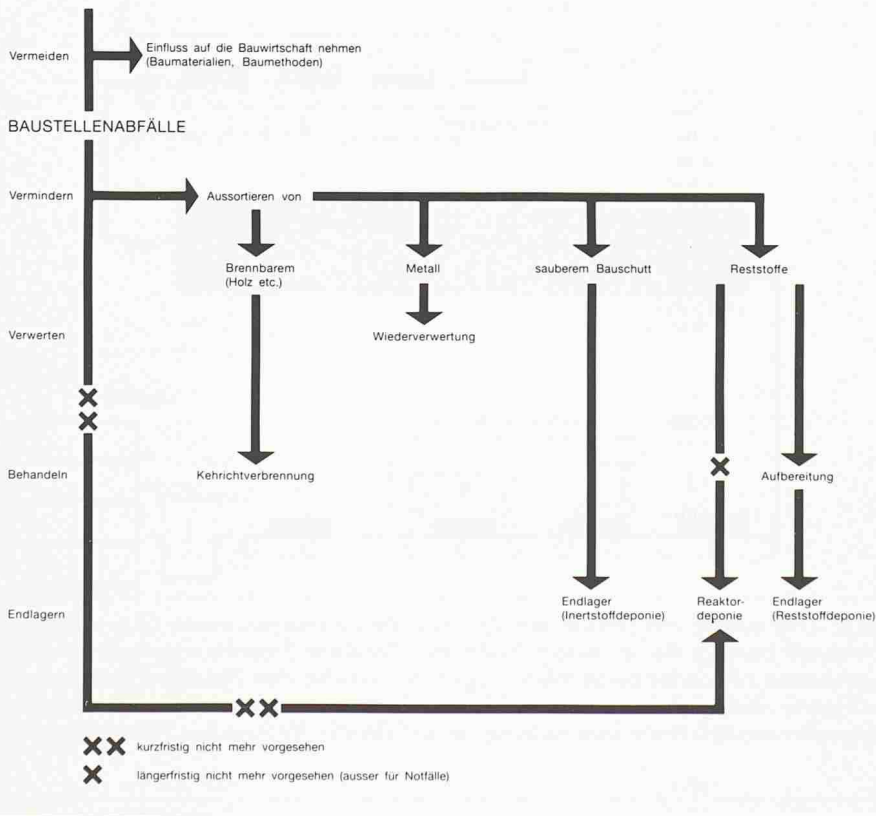 Vermeiden
Einfluss auf die Bauwirtschaft nehmen
(Baumaterialien, Baumethoden)
BAUSTELLENABFÄLLE
Vermindern
Aussortieren von
Brennbarem
(Holz etc.)
Metall
sauberem Bauschutt
Reststoffe
Verwerten
Wiederverwertung
Behandeln
Kehrichtverbrennung
Aufbereitung
Endlagern
Endlager
(Inertstoffdeponie)
Reaktor-
deponie
Endlager
(Reststoffdeponie)
kurzfristig nicht mehr vorgesehen
längerfristig nicht mehr vorgesehen (ausser für Notfälle)